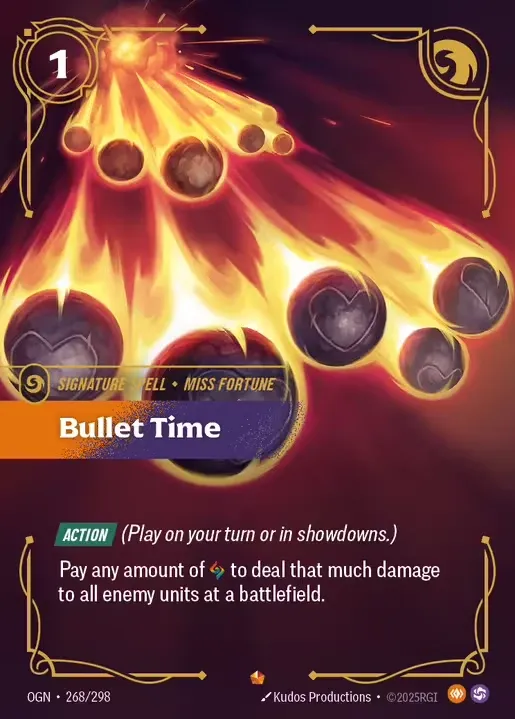 1
SIGNATURE SPELL • MISS FORTUNE
Bullet Time
ACTION (Play on your turn or in showdowns.)
Pay any amount of to deal that much damage
to all enemy units at a battlefield.
OGN • 268/298
Kudos Productions • ©2025RGI